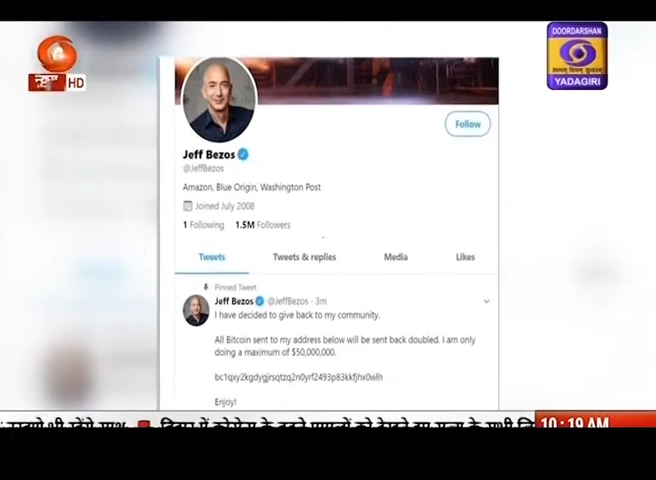 DOORDARSHAN
YADAGIRI
न्यूज़ HD
Follow
Jeff Bezos
@JeffBezos
Amazon, Blue Origin, Washington Post
Joined July 2008
1 Following 1.5M Followers
Tweets Tweets & replies Media Likes
Pinned Tweet
Jeff Bezos @JeffBezos · 3m
I have decided to give back to my community.
All Bitcoin sent to my address below will be sent back doubled. I am only
doing a maximum of $50,000,000.
bc1qxy2kgdygjrsqtzq2n0yrf2493p83kkfjhx0wlh
Enjoy!
10:19 AM